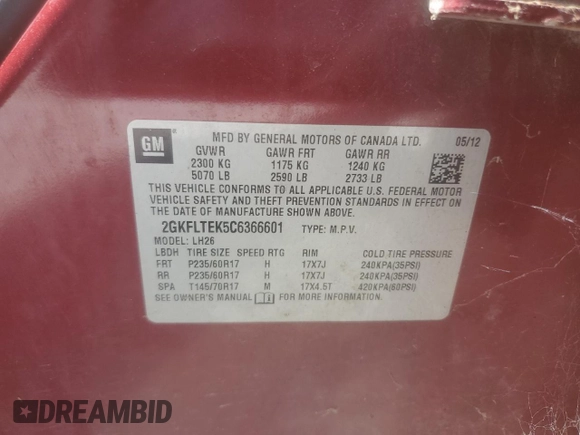 GM
MFD BY GENERAL MOTORS OF CANADA LTD. 05/12
GVWR GAWR FRT GAWR RR
2300 KG 1175 KG 1240 KG
5070 LB 2590 LB 2733 LB
THIS VEHICLE CONFORMS TO ALL APPLICABLE U.S. FEDERAL MOTOR
VEHICLE SAFETY AND THEFT PREVENTION STANDARDS IN EFFECT ON
THE DATE OF MANUFACTURE SHOWN ABOVE.
2GKFLTEK5C6366601 TYPE: M.P.V.
MODEL: LH26
LBDH TIRE SIZE SPEED RTG RIM COLD TIRE PRESSURE
FRT P235/60R17 H 17X7J 240KPA(35PSI)
RR P235/60R17 H 17X7J 240KPA(35PSI)
SPA T145/70R17 M 17X4.5T 420KPA(60PSI)
SEE OWNER'S MANUAL FOR MORE INFORMATION.
DREAMBID